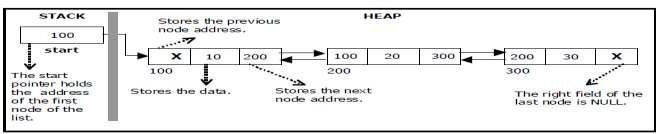 STACK
HEAP
100
start
Stores the previous
node address.
X 10 200
100
100 20 300
200
200 30 X
300
The start
pointer holds
the address
of the first
node of the
list.
Stores the data.
Stores the next
node address.
The right field of the
last node is NULL.